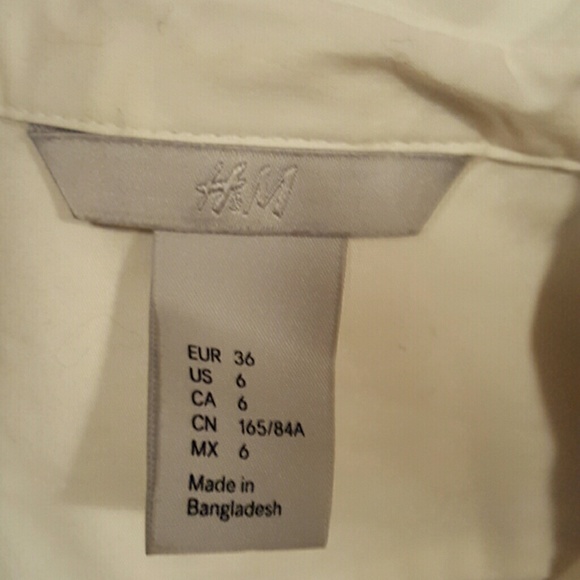 H&M
EUR 36
US 6
CA 6
CN 165/84A
MX 6
Made in
Bangladesh